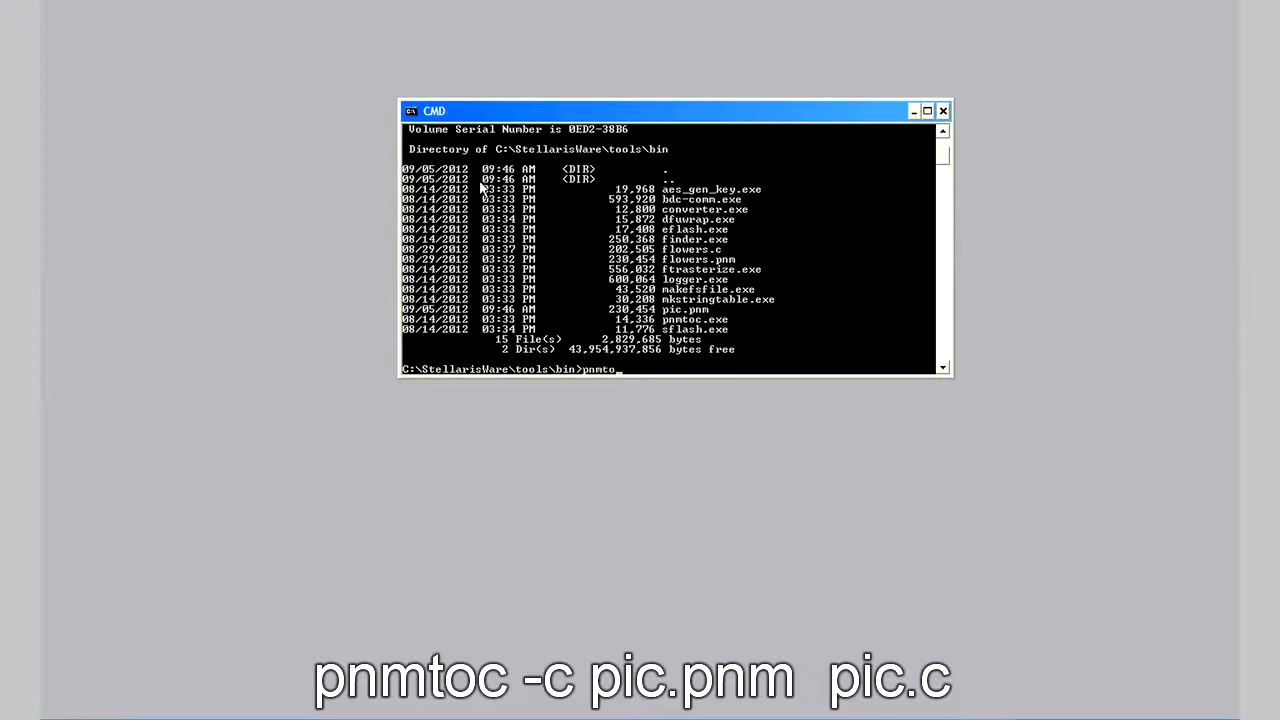 CMD
Volume Serial Number is 0ED2-38B6
Directory of C:\StellarisWare\tools\bin
09/05/2012 09:46 AM <DIR> .
09/05/2012 09:46 AM <DIR> ..
08/14/2012 03:33 PM 19,968 aes_gen_key.exe
08/14/2012 03:33 PM 593,920 bdc-comm.exe
08/14/2012 03:33 PM 12,800 converter.exe
08/14/2012 03:34 PM 15,872 dfuwrap.exe
08/14/2012 03:33 PM 17,408 eflash.exe
08/14/2012 03:33 PM 250,368 finder.exe
08/29/2012 03:37 PM 202,505 flowers.c
08/29/2012 03:32 PM 230,454 flowers.pnm
08/14/2012 03:33 PM 556,032 ftrasterize.exe
08/14/2012 03:33 PM 600,064 logger.exe
08/14/2012 03:33 PM 43,520 makefsfile.exe
08/14/2012 03:33 PM 30,208 mkstringtable.exe
09/05/2012 09:46 AM 230,454 pic.pnm
08/14/2012 03:33 PM 14,336 pnmtoc.exe
08/14/2012 03:34 PM 11,776 sflash.exe
15 File(s) 2,829,685 bytes
2 Dir(s) 43,954,937,856 bytes free
C:\StellarisWare\tools\bin>pnmto_
pnmtoc -c pic.pnm pic.c